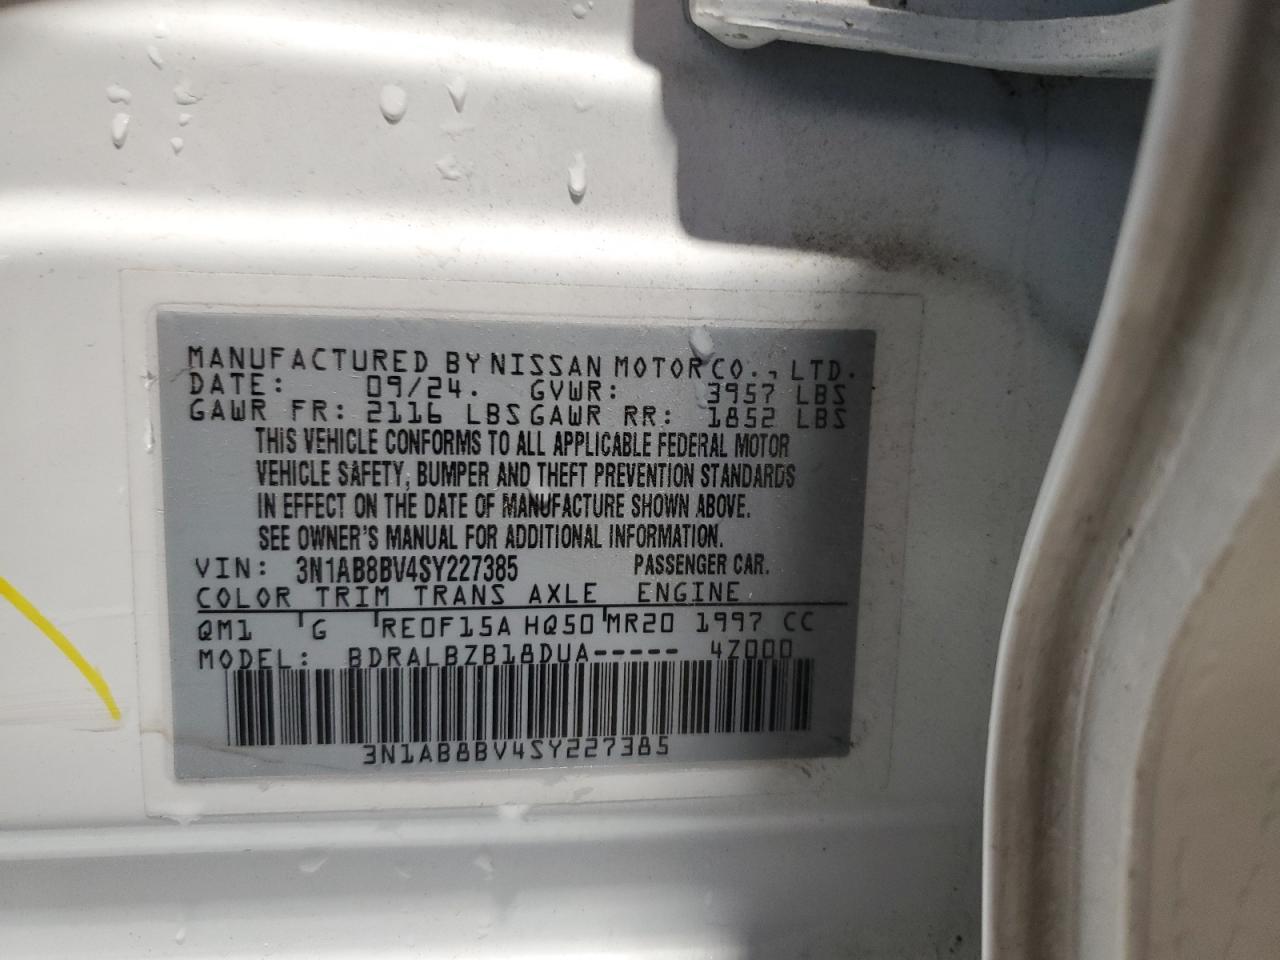 MANUFACTURED BY NISSAN MOTOR CO., LTD.
DATE: 09/24. GVWR: 3957 LBS
GAWR FR: 2116 LBS GAWR RR: 1852 LBS
THIS VEHICLE CONFORMS TO ALL APPLICABLE FEDERAL MOTOR
VEHICLE SAFETY, BUMPER AND THEFT PREVENTION STANDARDS
IN EFFECT ON THE DATE OF MANUFACTURE SHOWN ABOVE.
SEE OWNER'S MANUAL FOR ADDITIONAL INFORMATION.
VIN: 3N1AB8BV4SY227385 PASSENGER CAR.
COLOR TRIM TRANS AXLE ENGINE
QM1 G RE0F15A HQ50 MR20 1997 CC
MODEL: BDRALBZB18DUA----- 4Z000
3N1AB8BV4SY227385